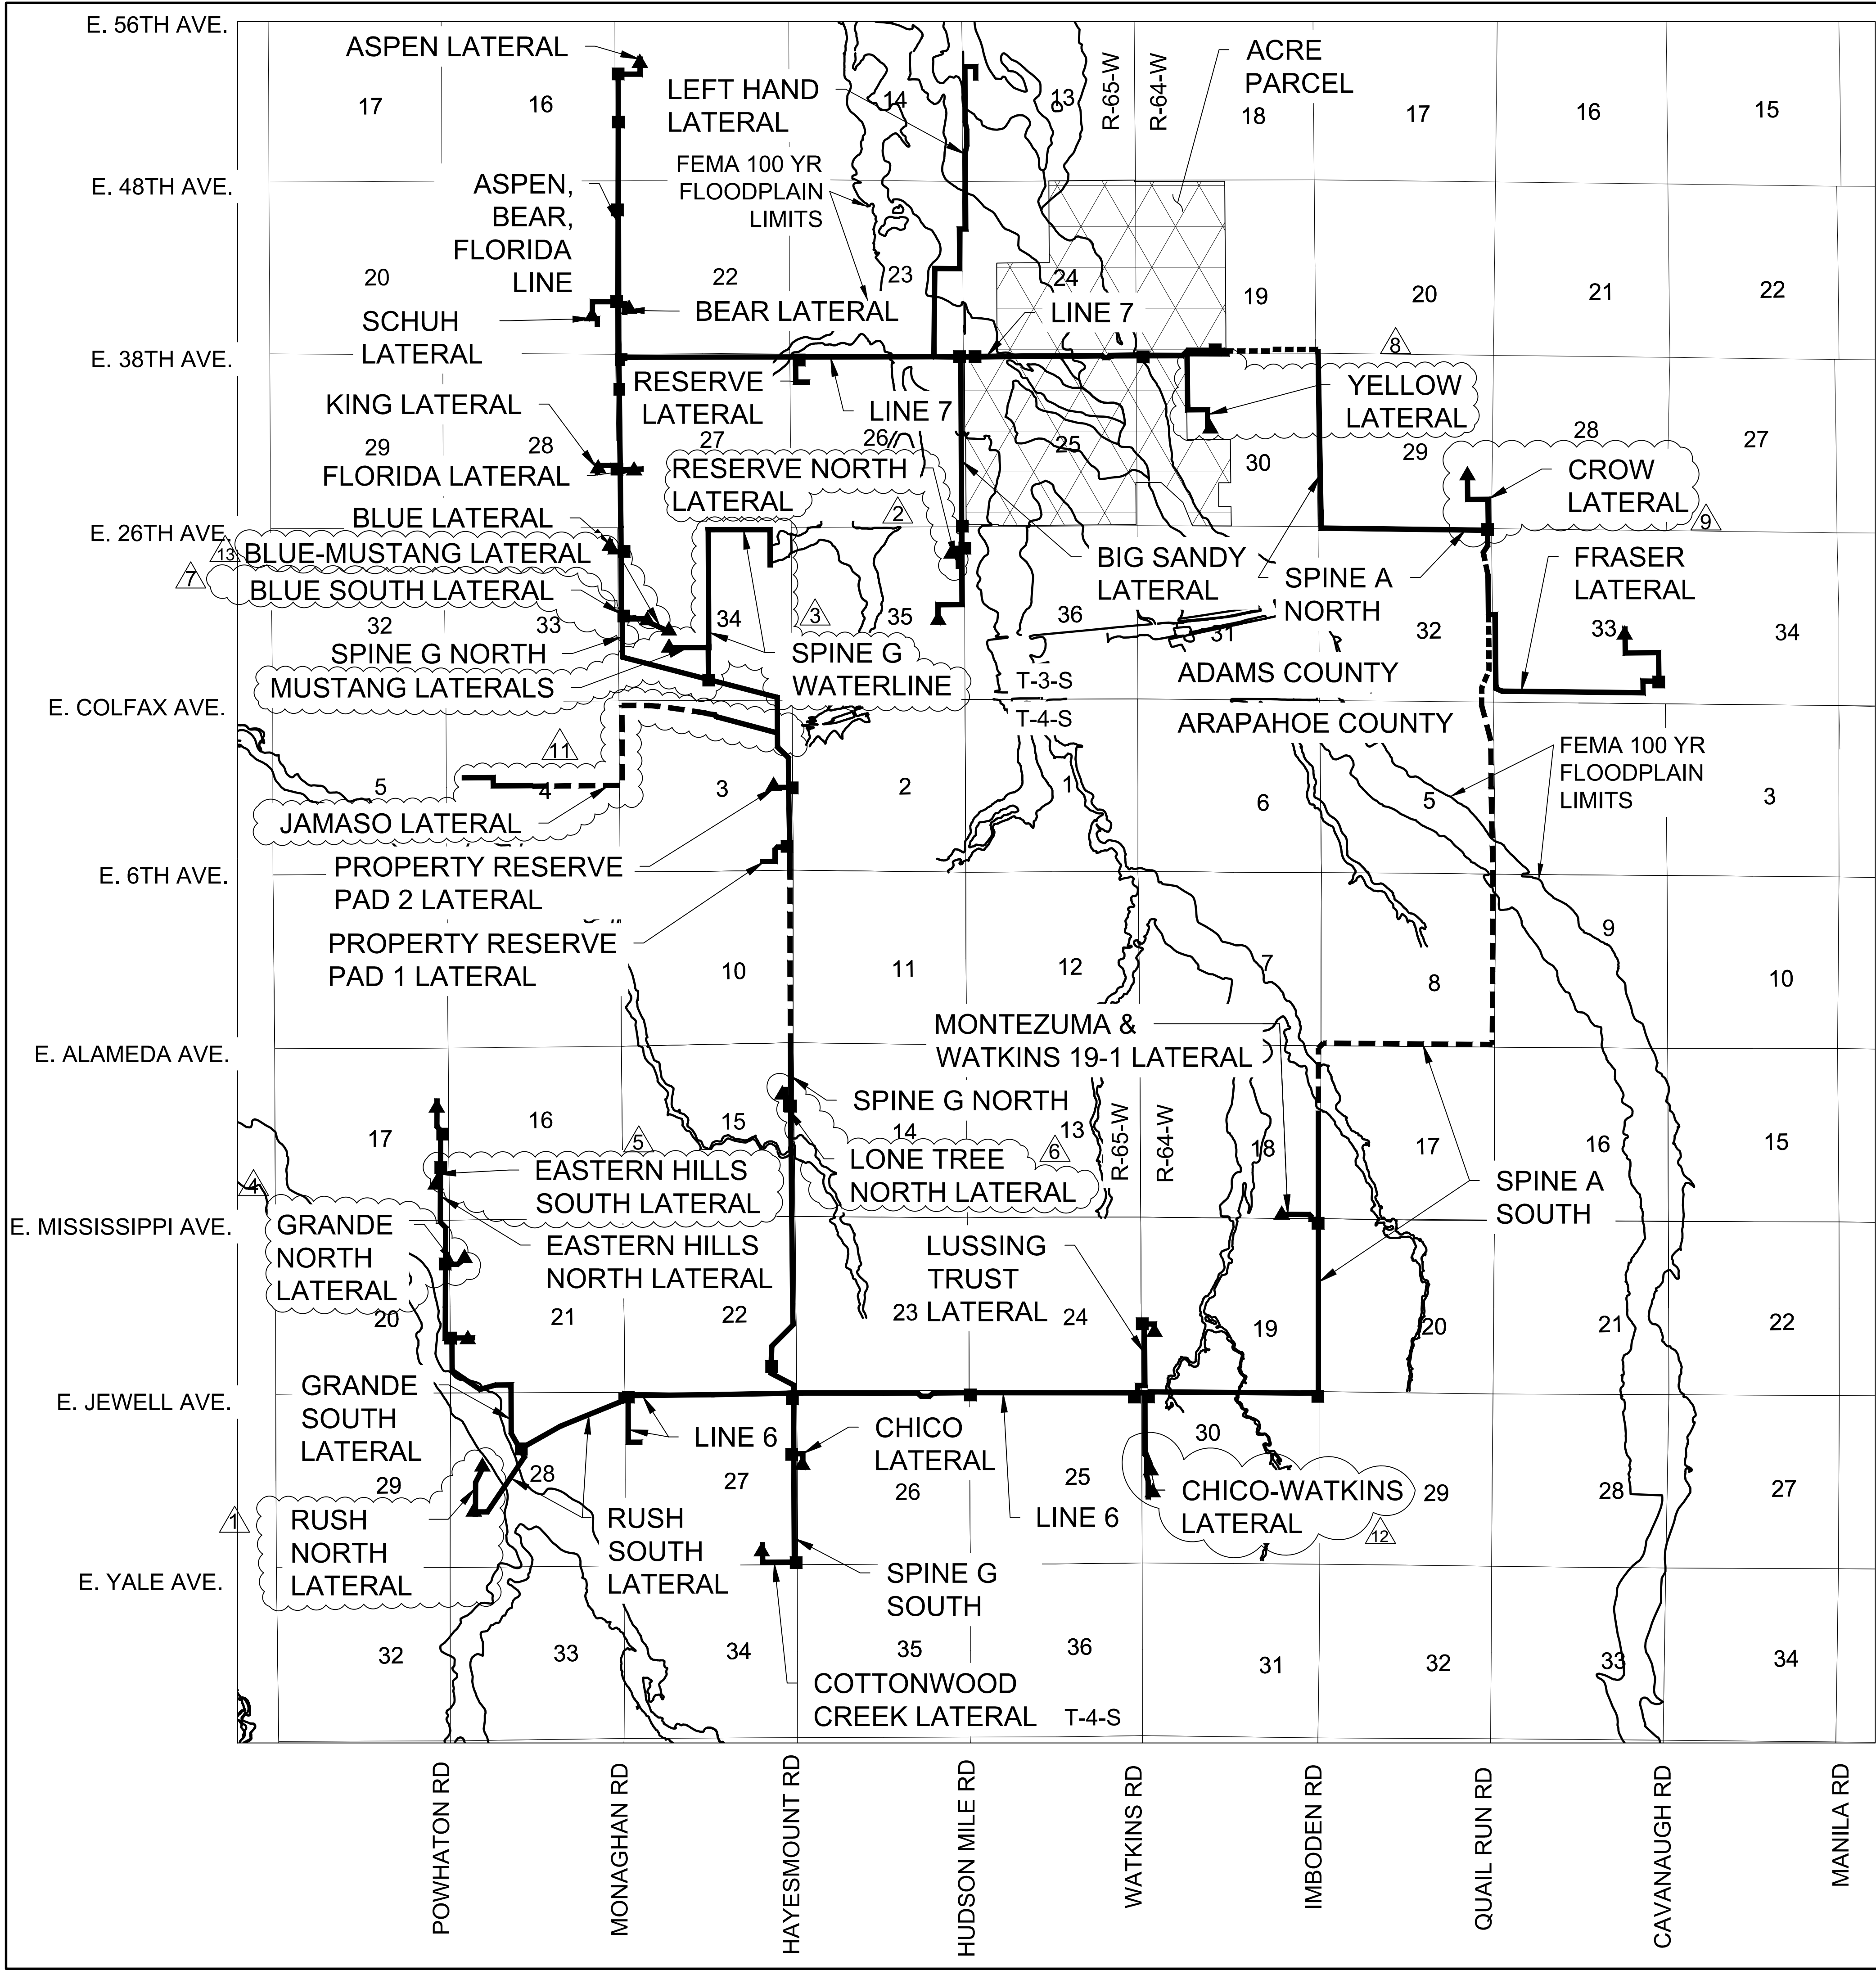 E. 56TH AVE.
ASPEN LATERAL
ACRE
PARCEL
LEFT HAND
LATERAL
R-65-W
R-64-W
17
16
14
13
18
17
16
15
FEMA 100 YR
FLOODPLAIN
LIMITS
E. 48TH AVE.
ASPEN,
BEAR,
FLORIDA
LINE
20
22
23
24
19
20
21
22
BEAR LATERAL
LINE 7
SCHUH
LATERAL
E. 38TH AVE.
8
RESERVE
LATERAL
LINE 7
YELLOW
LATERAL
KING LATERAL
29
28
27
26
25
30
29
28
27
FLORIDA LATERAL
RESERVE NORTH
LATERAL
CROW
LATERAL
BLUE LATERAL
2
9
E. 26TH AVE.
13
BLUE-MUSTANG LATERAL
7
BLUE SOUTH LATERAL
BIG SANDY
LATERAL
SPINE A
NORTH
FRASER
LATERAL
32
33
34
3
35
36
31
32
33
34
SPINE G NORTH
SPINE G
WATERLINE
MUSTANG LATERALS
T-3-S
ADAMS COUNTY
E. COLFAX AVE.
T-4-S
ARAPAHOE COUNTY
11
FEMA 100 YR
FLOODPLAIN
LIMITS
5
4
3
2
1
6
5
3
JAMASO LATERAL
PROPERTY RESERVE
PAD 2 LATERAL
E. 6TH AVE.
PROPERTY RESERVE
PAD 1 LATERAL
10
11
12
7
8
9
10
MONTEZUMA &
WATKINS 19-1 LATERAL
E. ALAMEDA AVE.
SPINE G NORTH
R-65-W
R-64-W
17
16
15
14
13
18
17
16
15
5
6
EASTERN HILLS
SOUTH LATERAL
LONE TREE
NORTH LATERAL
SPINE A
SOUTH
4
E. MISSISSIPPI AVE.
GRANDE
NORTH
LATERAL
EASTERN HILLS
NORTH LATERAL
LUSSING
TRUST
LATERAL
20
21
22
23
24
19
20
21
22
E. JEWELL AVE.
GRANDE
SOUTH
LATERAL
LINE 6
CHICO
LATERAL
30
29
28
27
26
25
29
28
27
CHICO-WATKINS
LATERAL
12
1
RUSH
NORTH
LATERAL
RUSH
SOUTH
LATERAL
LINE 6
E. YALE AVE.
SPINE G
SOUTH
32
33
34
35
36
31
32
33
34
COTTONWOOD
CREEK LATERAL
T-4-S
POWHATON RD
MONAGHAN RD
HAYESMOUNT RD
HUDSON MILE RD
WATKINS RD
IMBODEN RD
QUAIL RUN RD
CAVANAUGH RD
MANILA RD